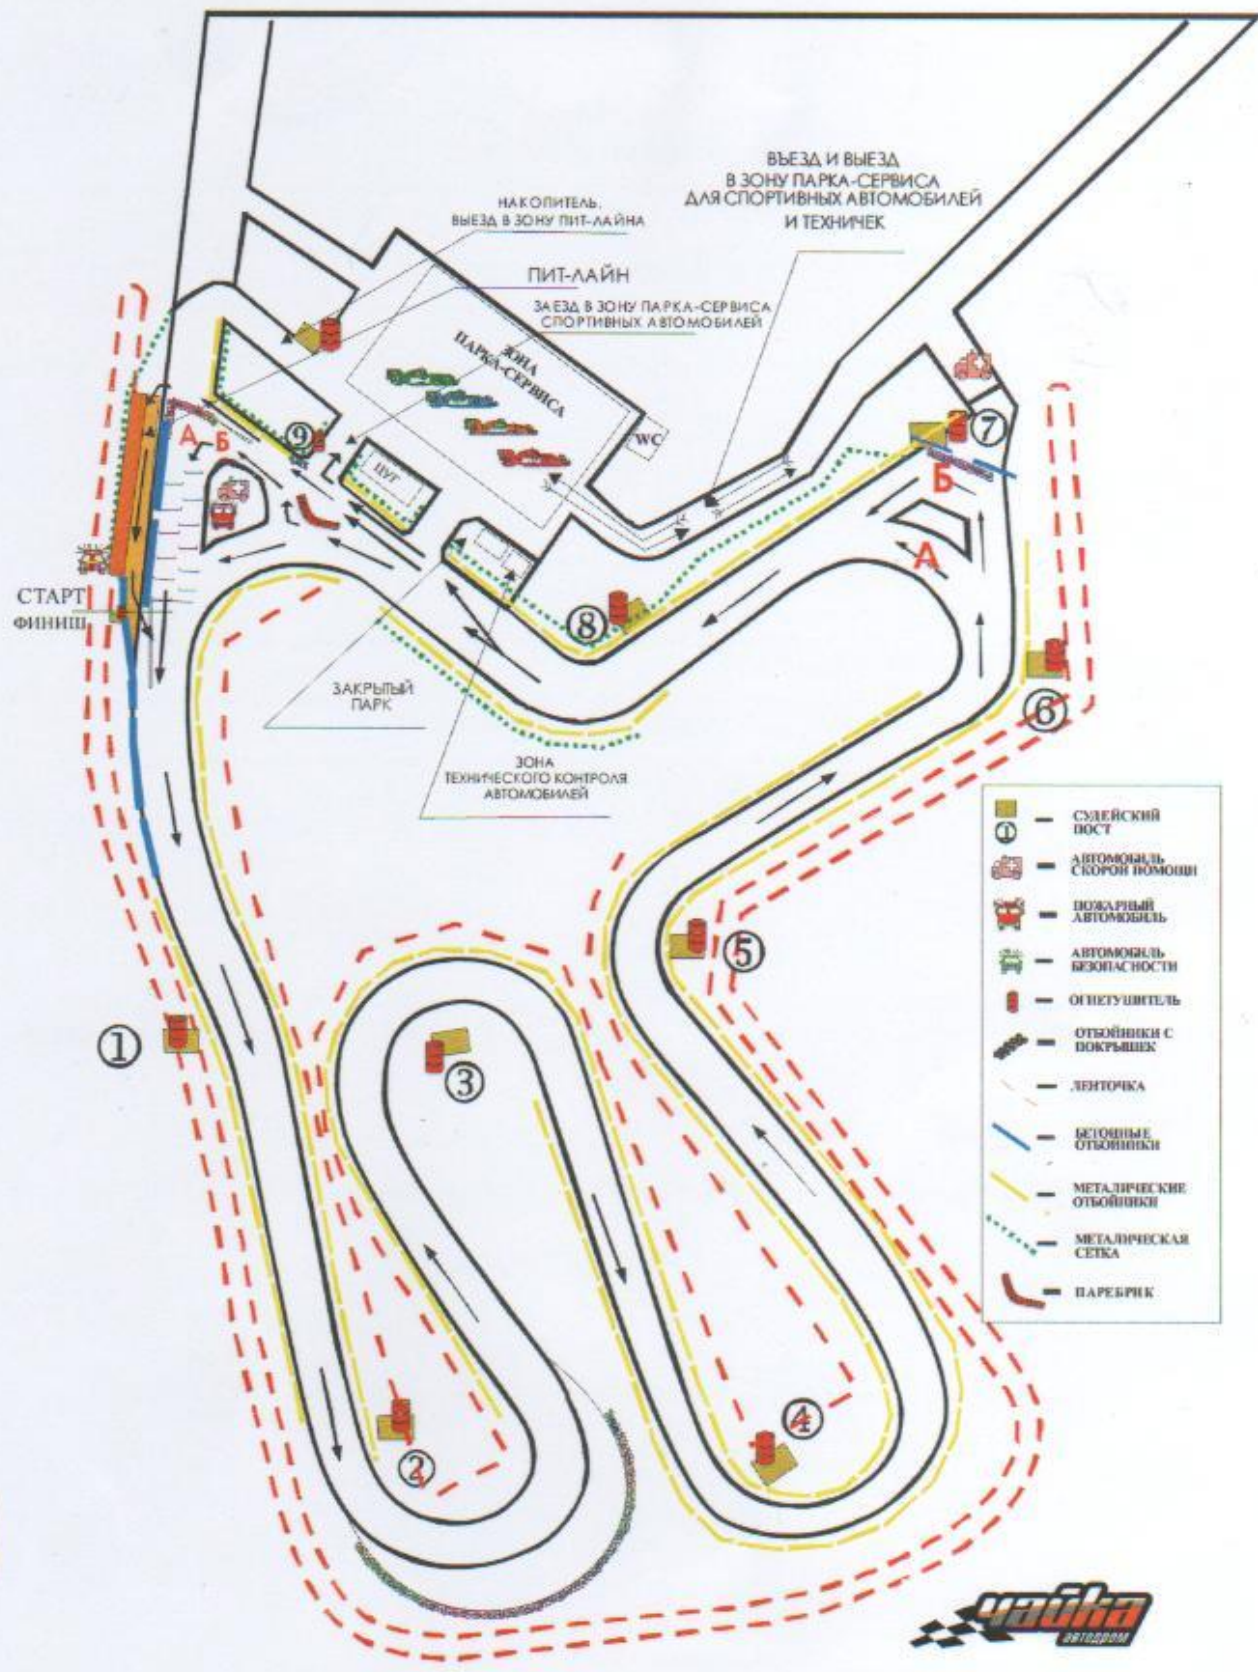 ВЪЕЗД И ВЫЕЗД
В ЗОНУ ПАРКА-СЕРВИСА
ДЛЯ СПОРТИВНЫХ АВТОМОБИЛЕЙ
И ТЕХНИЧЕК
НАКОПИТЕЛЬ.
ВЫЕЗД В ЗОНУ ПИТ-ЛАЙНА
ПИТ-ЛАЙН
ЗАЕЗД В ЗОНУ ПАРКА-СЕРВИСА
СПОРТИВНЫХ АВТОМОБИЛЕЙ
ЗОНА
ПАРКА-СЕРВИСА
WC
7
Б
А
А
Б
9
ЦУГ
СТАРТ
ФИНИШ
8
6
ЗАКРЫТЫЙ
ПАРК
ЗОНА
ТЕХНИЧЕСКОГО КОНТРОЛЯ
АВТОМОБИЛЕЙ
5
1
3
4
2
1
СУДЕЙСКИЙ
ПОСТ
АВТОМОБИЛЬ
СКОРОЙ ПОМОЩИ
ПОЖАРНЫЙ
АВТОМОБИЛЬ
АВТОМОБИЛЬ
БЕЗОПАСНОСТИ
ОГНЕТУШИТЕЛЬ
ОТБОЙНИКИ С
ПОКРЫШЕК
ЛЕНТОЧКА
БЕТОННЫЕ
ОТБОЙНИКИ
МЕТАЛИЧЕСКИЕ
ОТБОЙНИКИ
МЕТАЛИЧЕСКАЯ
СЕТКА
ПАРЕБРИК
чайка
автодром